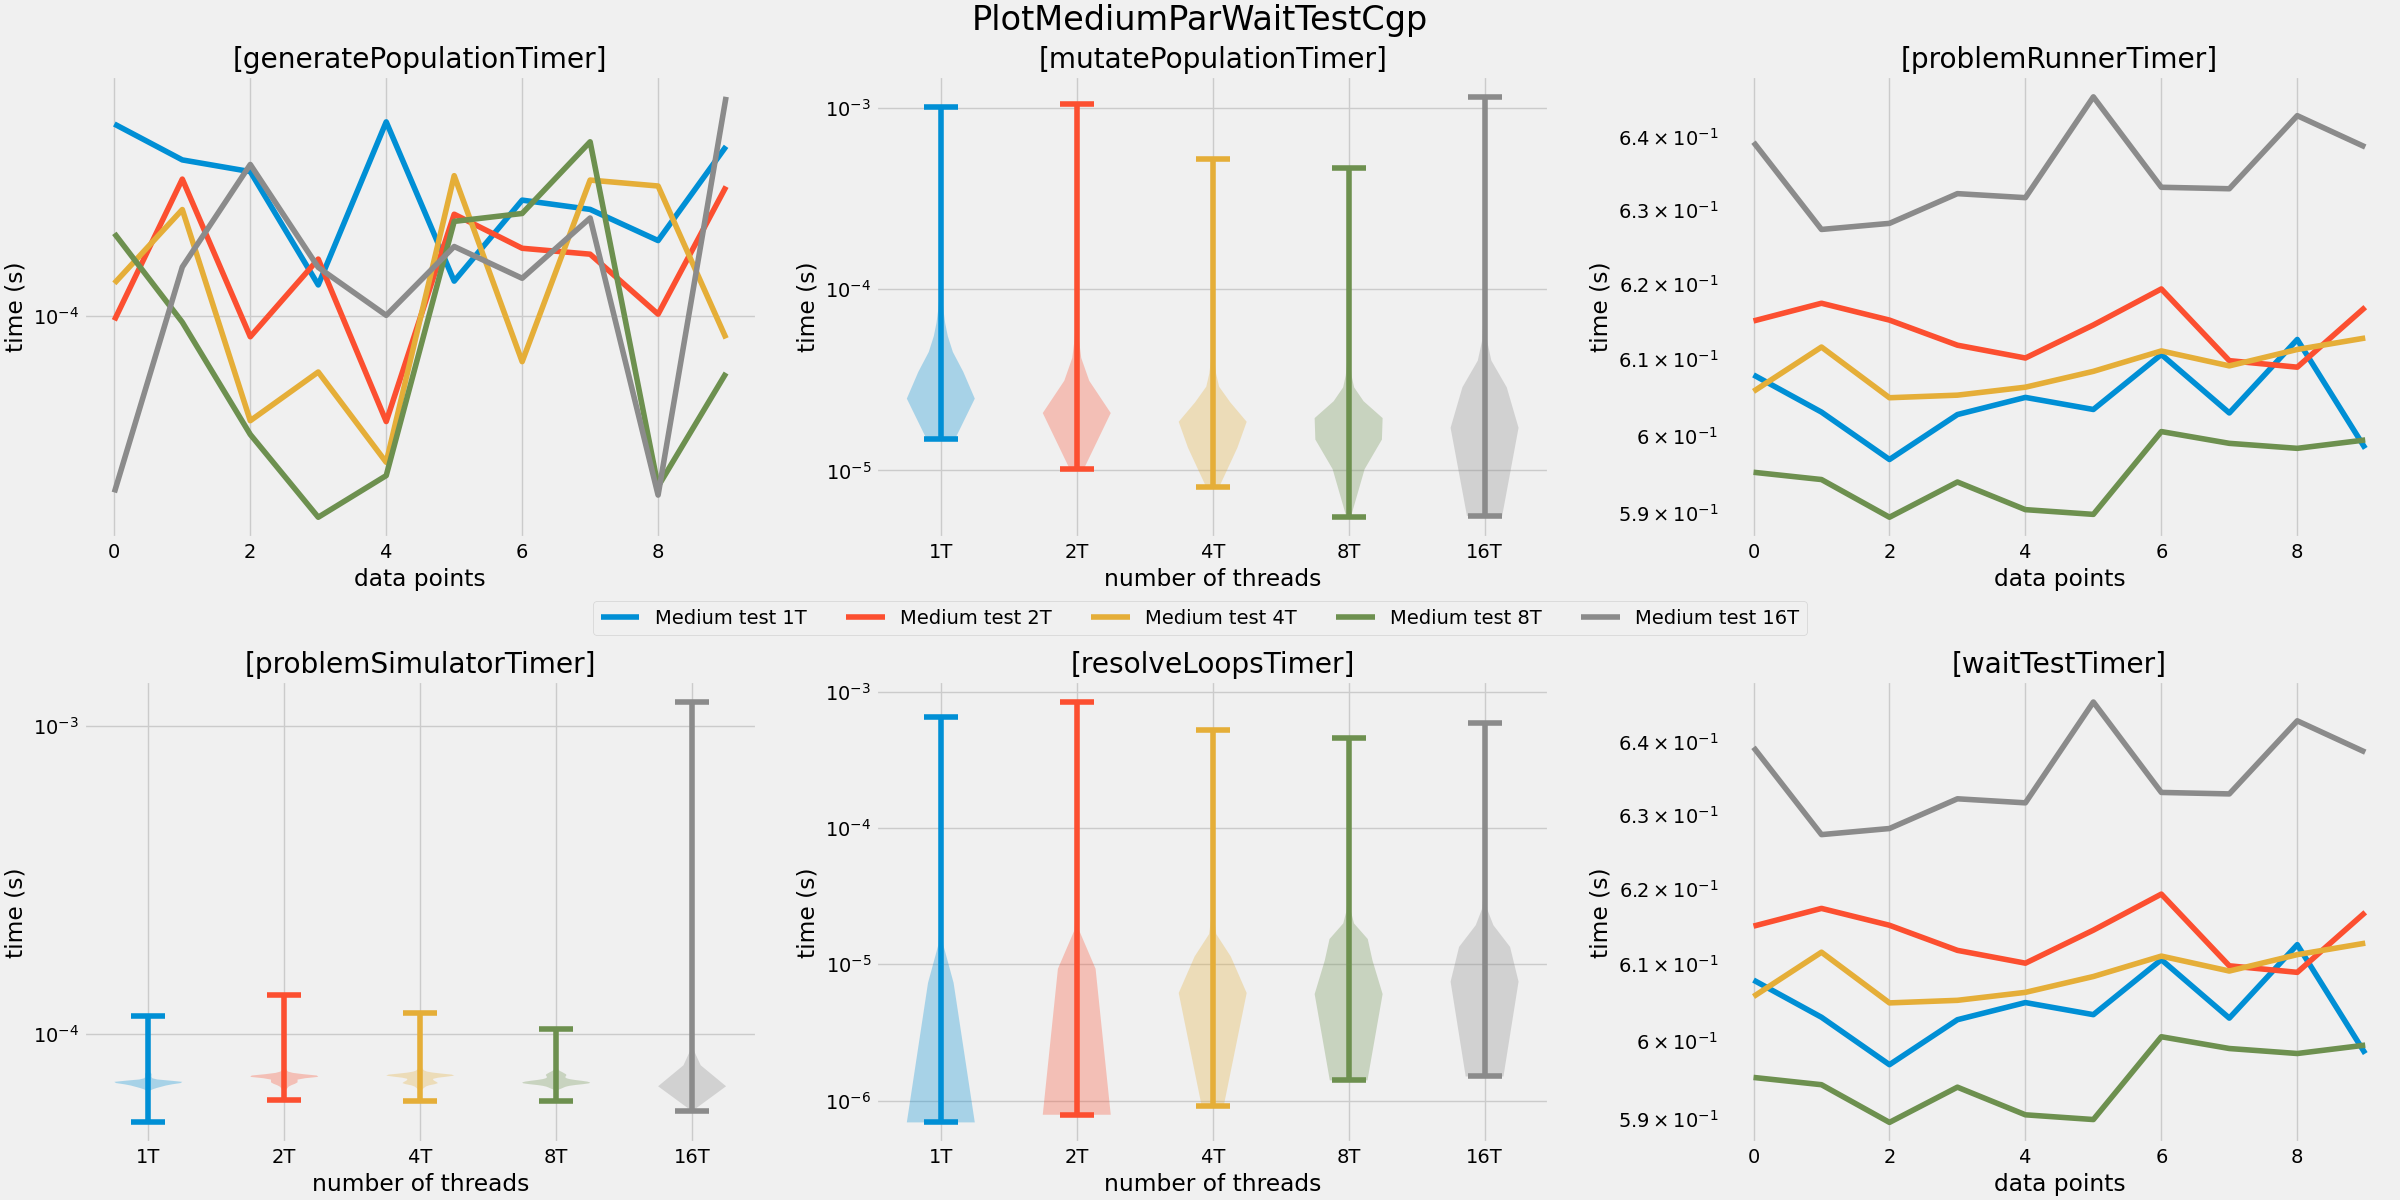 PlotMediumParWaitTestCgp
[generatePopulationTimer]
time (s)
10⁻⁴
0 2 4 6 8
data points
[mutatePopulationTimer]
time (s)
10⁻³
10⁻⁴
10⁻⁵
1T 2T 4T 8T 16T
number of threads
[problemRunnerTimer]
time (s)
6.4 × 10⁻¹
6.3 × 10⁻¹
6.2 × 10⁻¹
6.1 × 10⁻¹
6 × 10⁻¹
5.9 × 10⁻¹
0 2 4 6 8
data points
Medium test 1T Medium test 2T Medium test 4T Medium test 8T Medium test 16T
[problemSimulatorTimer]
time (s)
10⁻³
10⁻⁴
1T 2T 4T 8T 16T
number of threads
[resolveLoopsTimer]
time (s)
10⁻³
10⁻⁴
10⁻⁵
10⁻⁶
1T 2T 4T 8T 16T
number of threads
[waitTestTimer]
time (s)
6.4 × 10⁻¹
6.3 × 10⁻¹
6.2 × 10⁻¹
6.1 × 10⁻¹
6 × 10⁻¹
5.9 × 10⁻¹
0 2 4 6 8
data points